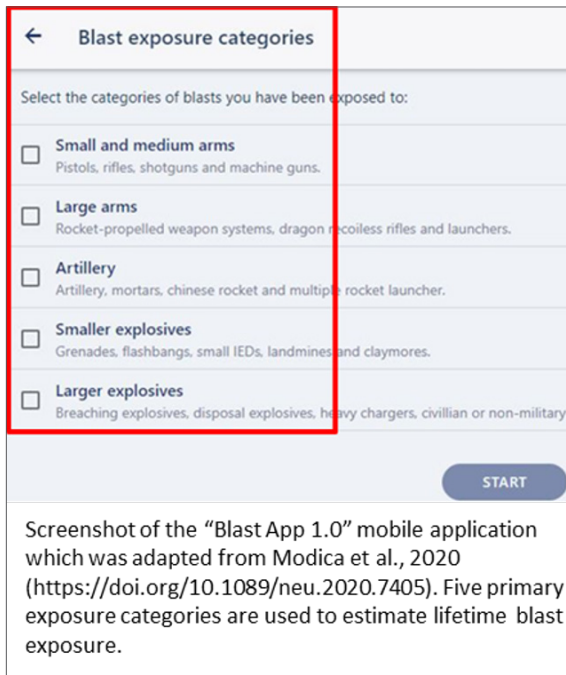 Blast exposure categories
Select the categories of blasts you have been exposed to:
Small and medium arms
Pistols, rifles, shotguns and machine guns.
Large arms
Rocket-propelled weapon systems, dragon recoiless rifles and launchers.
Artillery
Artillery, mortars, chinese rocket and multiple rocket launcher.
Smaller explosives
Grenades, flashbangs, small IEDs, landmines and claymores.
Larger explosives
Breaching explosives, disposal explosives, heavy chargers, civillian or non-military
START
Screenshot of the “Blast App 1.0” mobile application
which was adapted from Modica et al., 2020
(https://doi.org/10.1089/neu.2020.7405). Five primary
exposure categories are used to estimate lifetime blast
exposure.